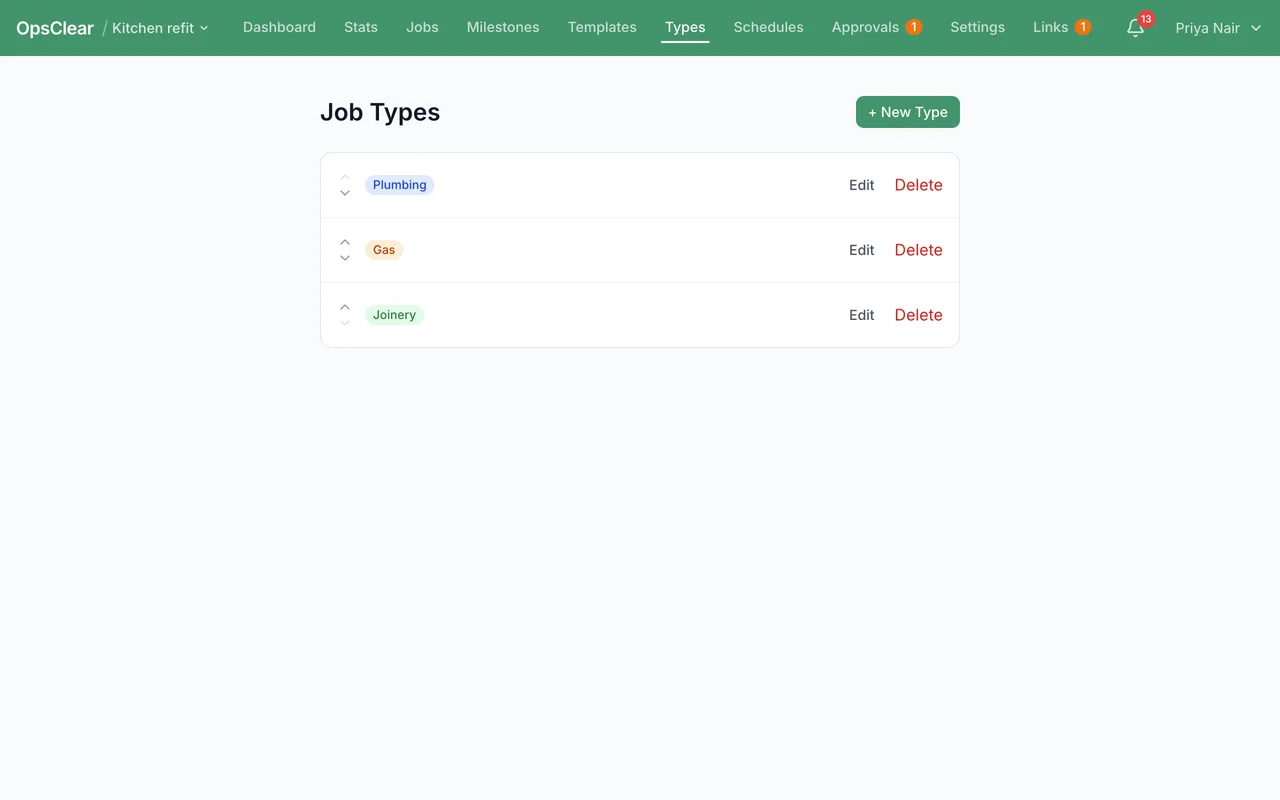 OpsClear / Kitchen refit Dashboard Stats Jobs Milestones Templates Types Schedules Approvals 1 Settings Links 1 13 Priya Nair
Job Types + New Type
Plumbing Edit Delete
Gas Edit Delete
Joinery Edit Delete